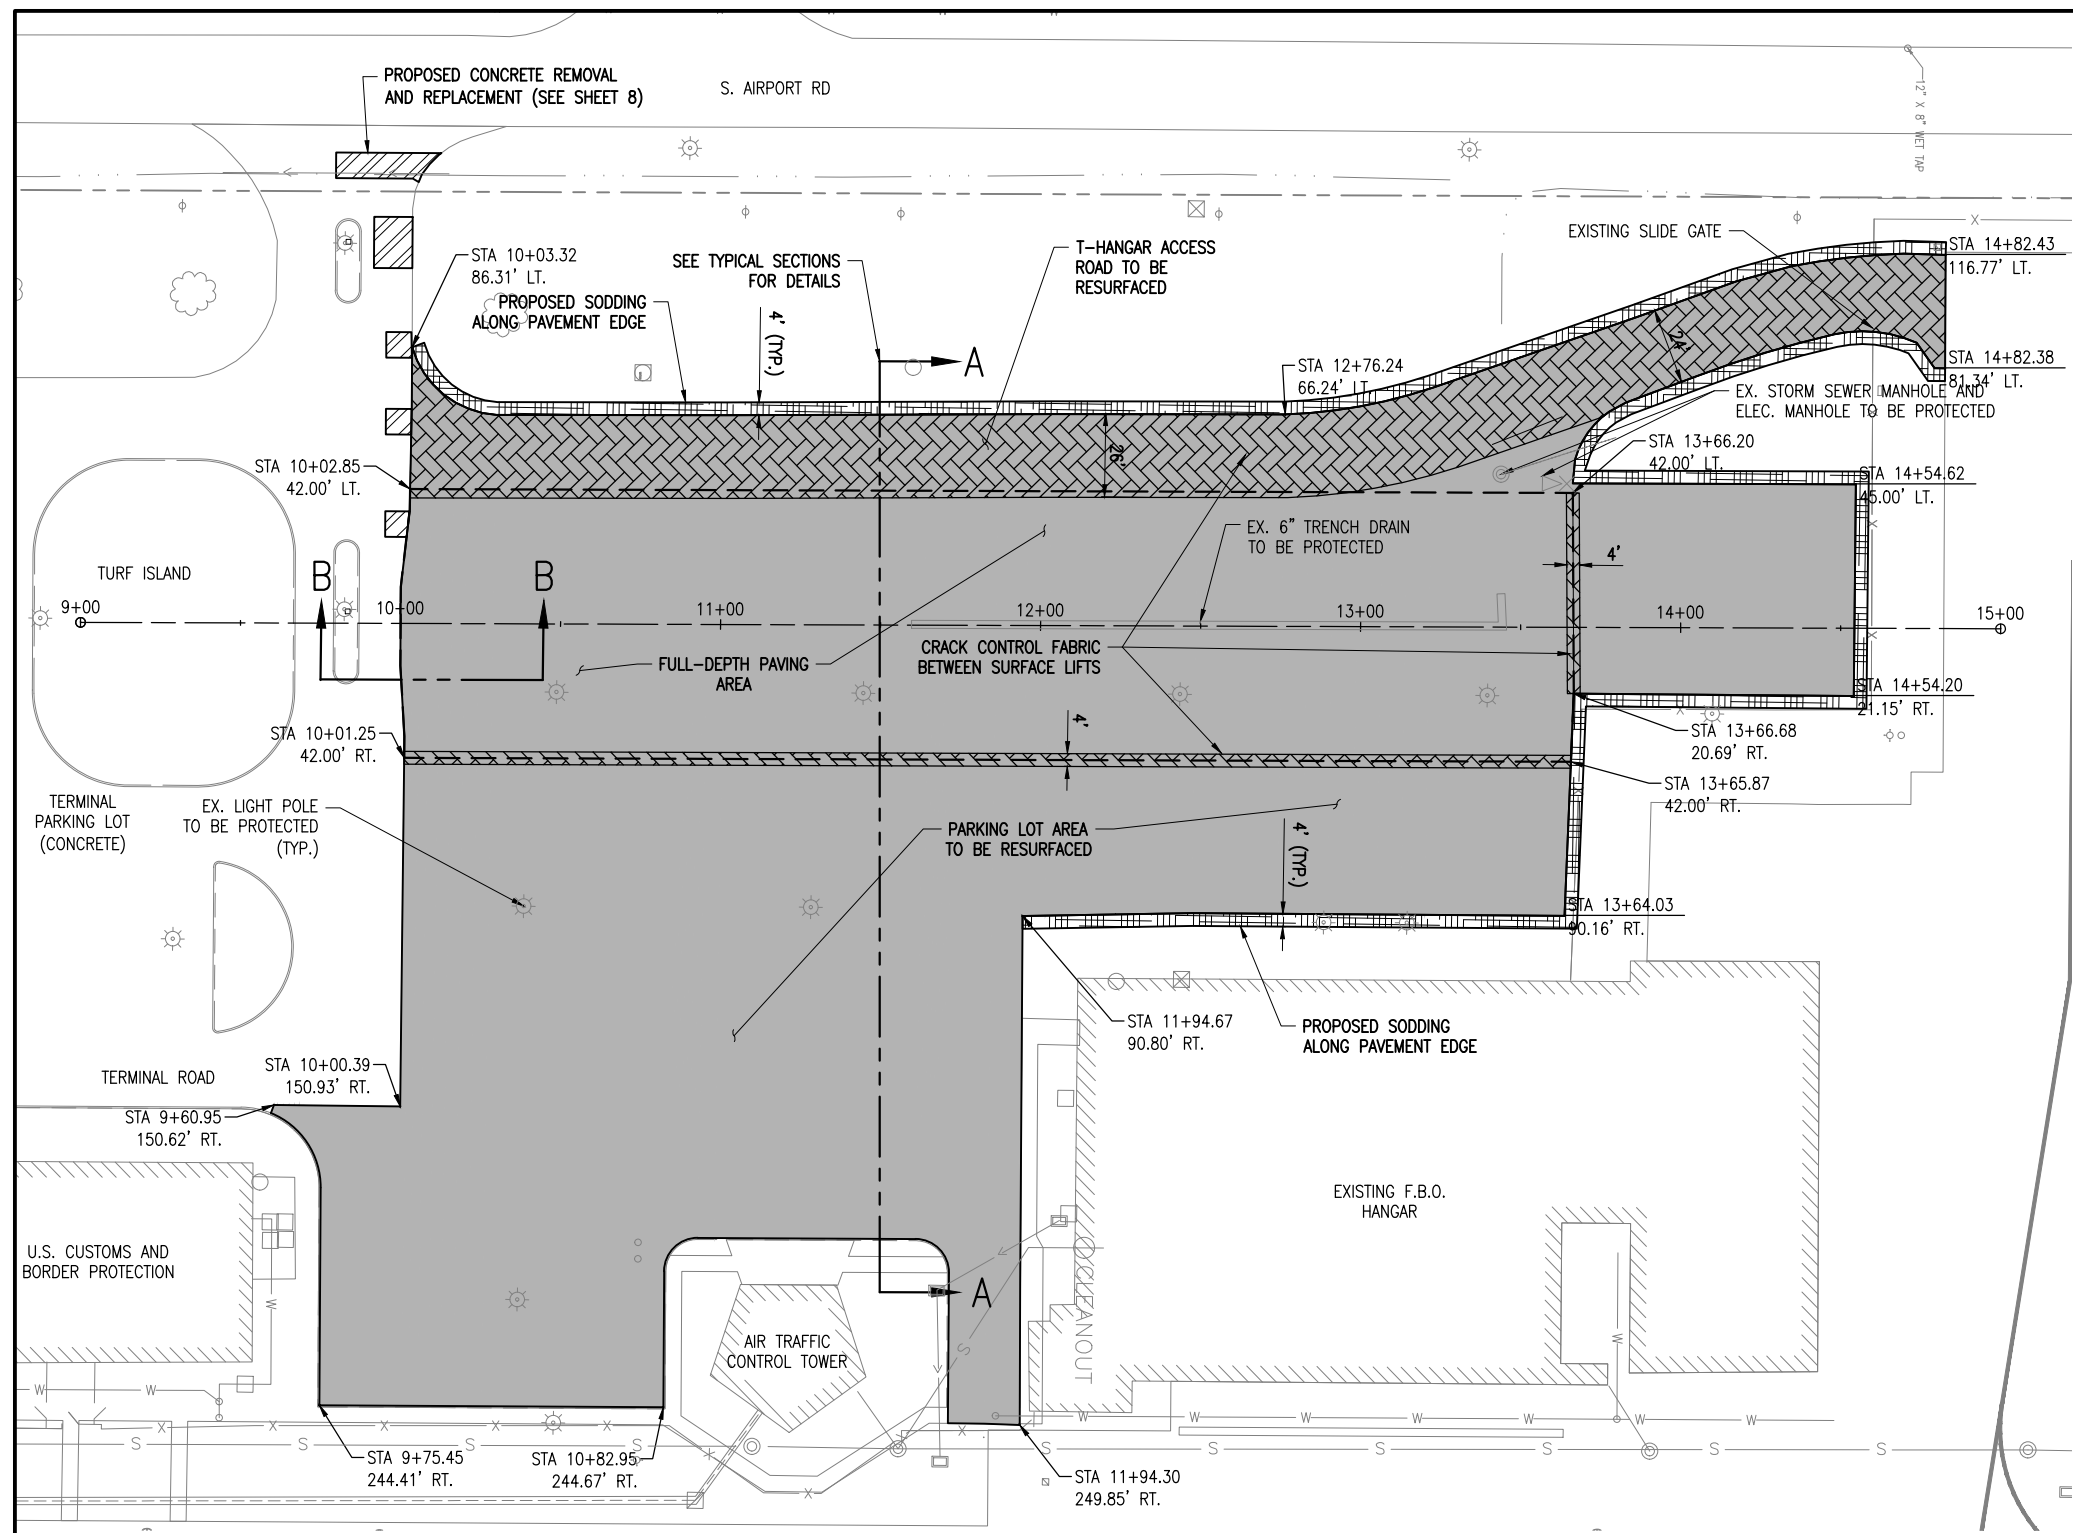 PROPOSED CONCRETE REMOVAL
AND REPLACEMENT (SEE SHEET 8)
S. AIRPORT RD
12" X 8" WET TAP
STA 10+03.32
86.31' LT.
SEE TYPICAL SECTIONS
FOR DETAILS
T-HANGAR ACCESS
ROAD TO BE
RESURFACED
EXISTING SLIDE GATE
X
STA 14+82.43
116.77' LT.
PROPOSED SODDING
ALONG PAVEMENT EDGE
4' (TYP.)
A
24'
STA 12+76.24
66.24' LT.
STA 14+82.38
81.34' LT.
EX. STORM SEWER MANHOLE AND
ELEC. MANHOLE TO BE PROTECTED
26'
STA 10+02.85
42.00' LT.
STA 13+66.20
42.00' LT.
STA 14+54.62
45.00' LT.
EX. 6" TRENCH DRAIN
TO BE PROTECTED
4'
TURF ISLAND
B
B
9+00
10+00
11+00
12+00
13+00
14+00
15+00
FULL-DEPTH PAVING
AREA
CRACK CONTROL FABRIC
BETWEEN SURFACE LIFTS
STA 14+54.20
21.15' RT.
STA 13+66.68
20.69' RT.
STA 10+01.25
42.00' RT.
4'
STA 13+65.87
42.00' RT.
TERMINAL
PARKING LOT
(CONCRETE)
EX. LIGHT POLE
TO BE PROTECTED
(TYP.)
PARKING LOT AREA
TO BE RESURFACED
4' (TYP.)
STA 13+64.03
90.16' RT.
STA 11+94.67
90.80' RT.
PROPOSED SODDING
ALONG PAVEMENT EDGE
TERMINAL ROAD
STA 10+00.39
150.93' RT.
STA 9+60.95
150.62' RT.
EXISTING F.B.O.
HANGAR
U.S. CUSTOMS AND
BORDER PROTECTION
CLEANOUT
A
AIR TRAFFIC
CONTROL TOWER
STA 9+75.45
244.41' RT.
STA 10+82.95
244.67' RT.
STA 11+94.30
249.85' RT.
W W W
W W W W W W W
X X X X X
S S S S S S S S S